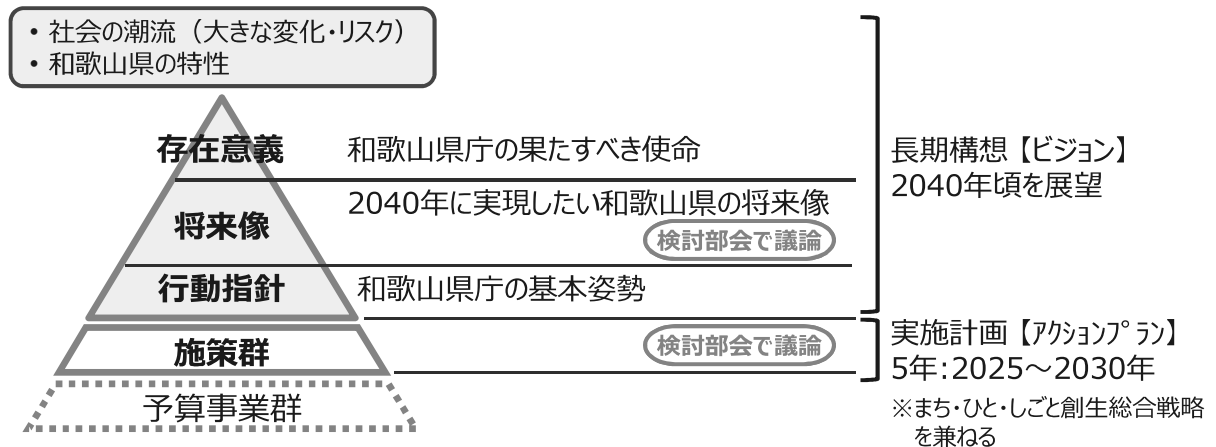 • 社会の潮流（大きな変化・リスク）
• 和歌山県の特性
存在意義
和歌山県庁の果たすべき使命
将来像
2040年に実現したい和歌山県の将来像
検討部会で議論
行動指針
和歌山県庁の基本姿勢
長期構想【ビジョン】
2040年頃を展望
施策群
検討部会で議論
実施計画【ｱｸｼｮﾝﾌﾟﾗﾝ】
5年：2025～2030年
※まち・ひと・しごと創生総合戦略
を兼ねる
予算事業群